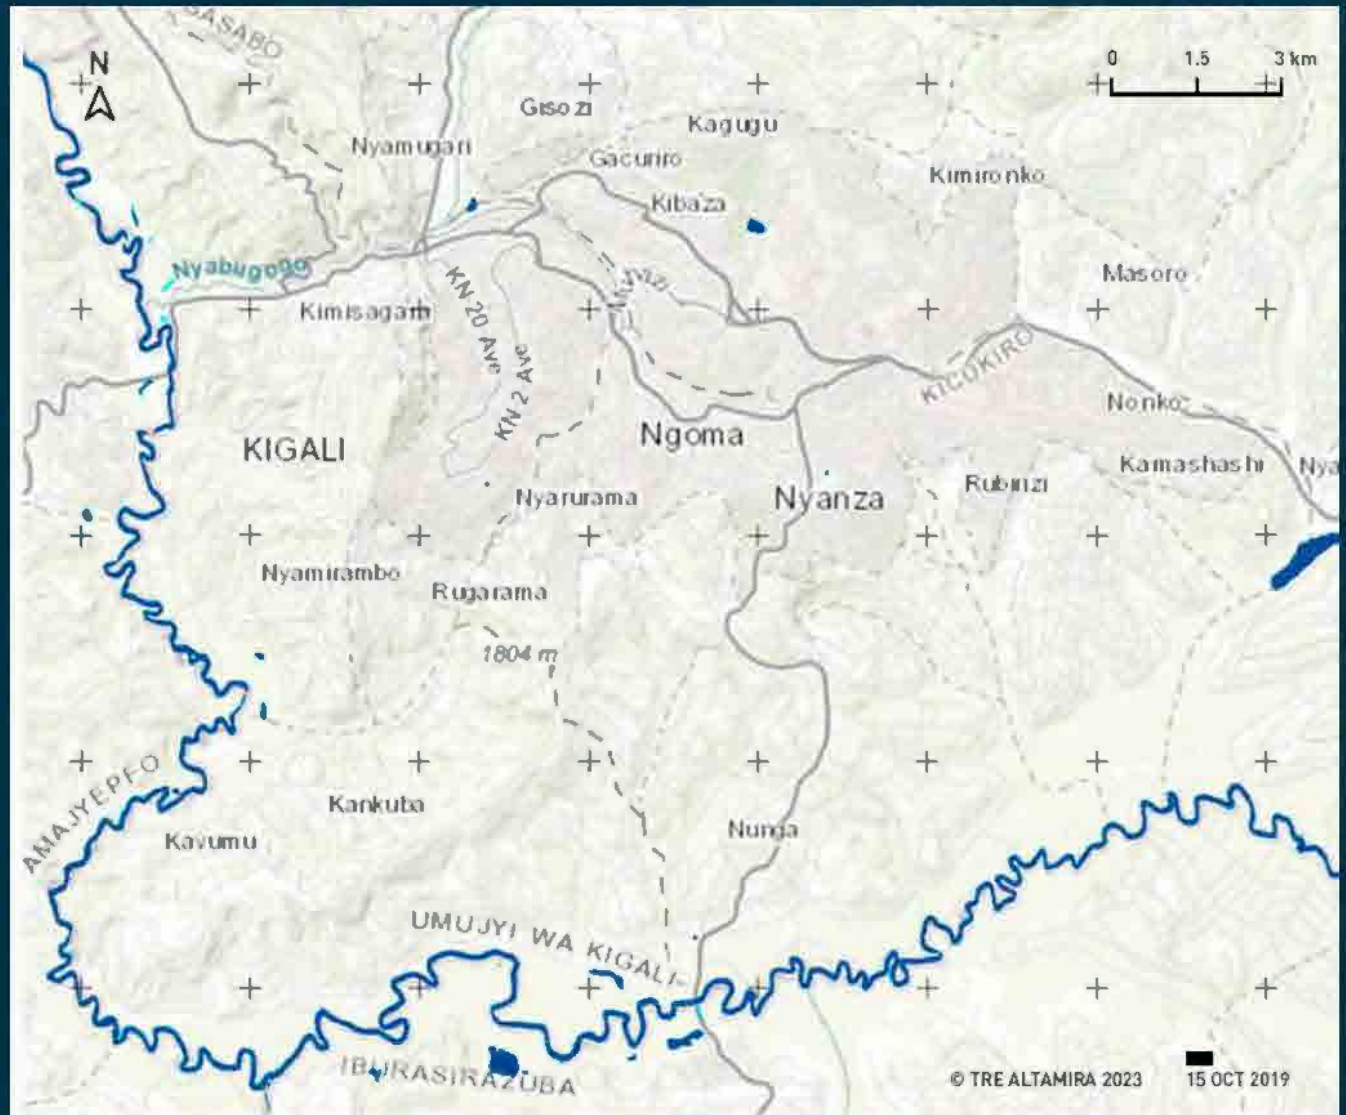 GASABO
N
0 1.5 3 km
Gisozi
Kagugu
Nyamugari
Gacuriro
Kimironko
Kibaza
Nyabugogo
Masoro
Kimisagara
KN 20 Ave
KN 2 Ave
KICUKIRO
Nonko
Ngoma
KIGALI
Kamashashi
Nya
Rubirizi
Nyarurama
Nyanza
Nyamirambo
Rugarama
1804 m
AMAJYEPFO
Kankuba
Nunga
Kavumu
UMUJYI WA KIGALI
IBURASIRAZUBA
© TRE ALTAMIRA 2023
15 OCT 2019